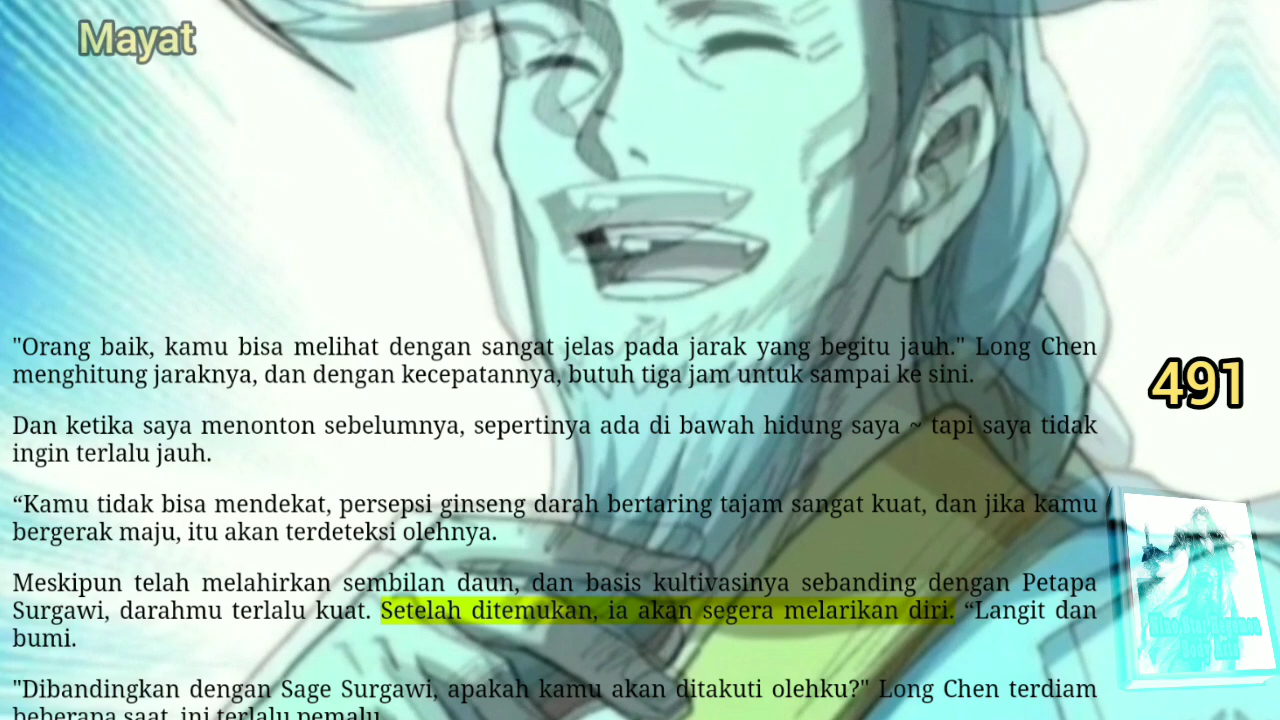 Mayat
"Orang baik, kamu bisa melihat dengan sangat jelas pada jarak yang begitu jauh." Long Chen
menghitung jaraknya, dan dengan kecepatannya, butuh tiga jam untuk sampai ke sini.
491
Dan ketika saya menonton sebelumnya, sepertinya ada di bawah hidung saya ~ tapi saya tidak
ingin terlalu jauh.
“Kamu tidak bisa mendekat, persepsi ginseng darah bertaring tajam sangat kuat, dan jika kamu
bergerak maju, itu akan terdeteksi olehnya.
Meskipun telah melahirkan sembilan daun, dan basis kultivasinya sebanding dengan Petapa
Surgawi, darahmu terlalu kuat. Setelah ditemukan, ia akan segera melarikan diri. “Langit dan
bumi.
"Dibandingkan dengan Sage Surgawi, apakah kamu akan ditakuti olehku?" Long Chen terdiam
beberapa saat, ini terlalu pemalu.